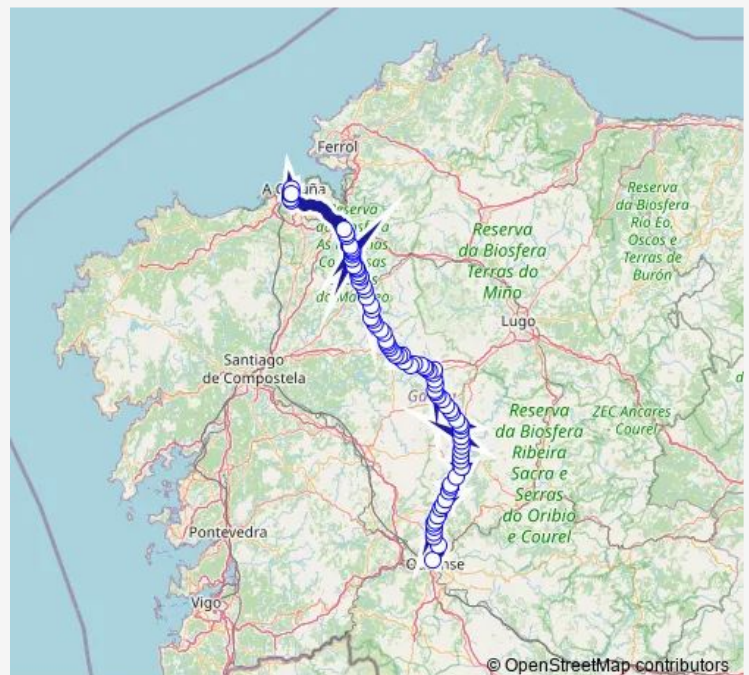 Ferrol
A Coruña
Reserva
da Biosfera
Río Eo,
Oscos e
Terras de
Burón
Reserva
da Biosfera
Terras do
Miño
Lugo
Santiago
de Compostela
Reserva
da Biosfera
Ribeira
Sacra e
Serras
do Oribio
e Courel
ZEC Ancares
- Courel
Pontevedra
Vigo
© OpenStreetMap contributors